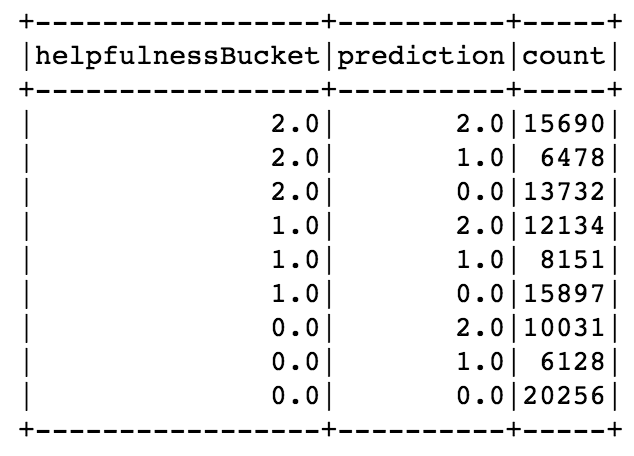 +-----------------+----------+-----+
|helpfulnessBucket|prediction|count|
+-----------------+----------+-----+
|              2.0|       2.0|15690|
|              2.0|       1.0| 6478|
|              2.0|       0.0|13732|
|              1.0|       2.0|12134|
|              1.0|       1.0| 8151|
|              1.0|       0.0|15897|
|              0.0|       2.0|10031|
|              0.0|       1.0| 6128|
|              0.0|       0.0|20256|
+-----------------+----------+-----+